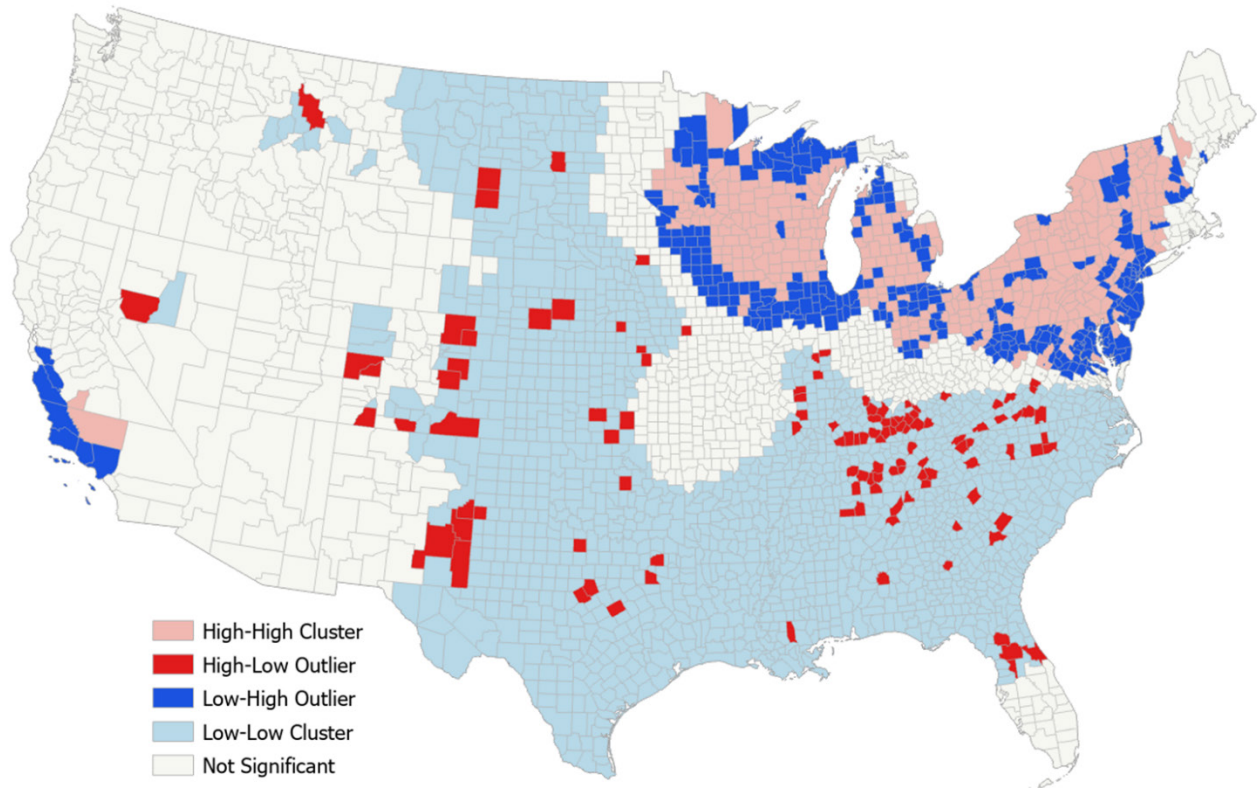 High-High Cluster
High-Low Outlier
Low-High Outlier
Low-Low Cluster
Not Significant